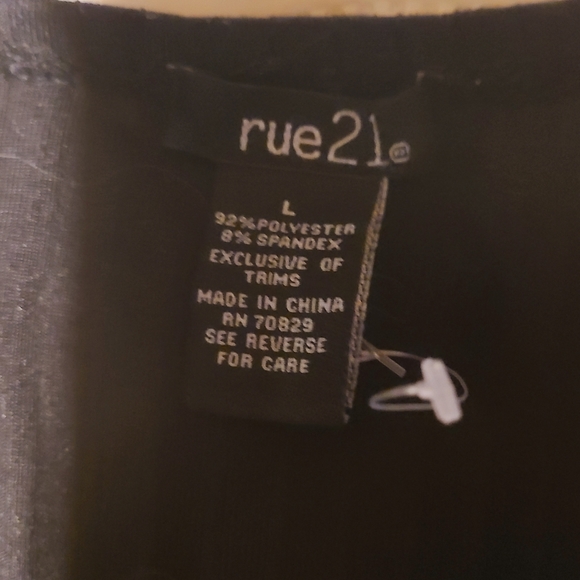 rue21®
L
92% POLYESTER
8% SPANDEX
EXCLUSIVE OF
TRIMS
MADE IN CHINA
RN 70829
SEE REVERSE
FOR CARE